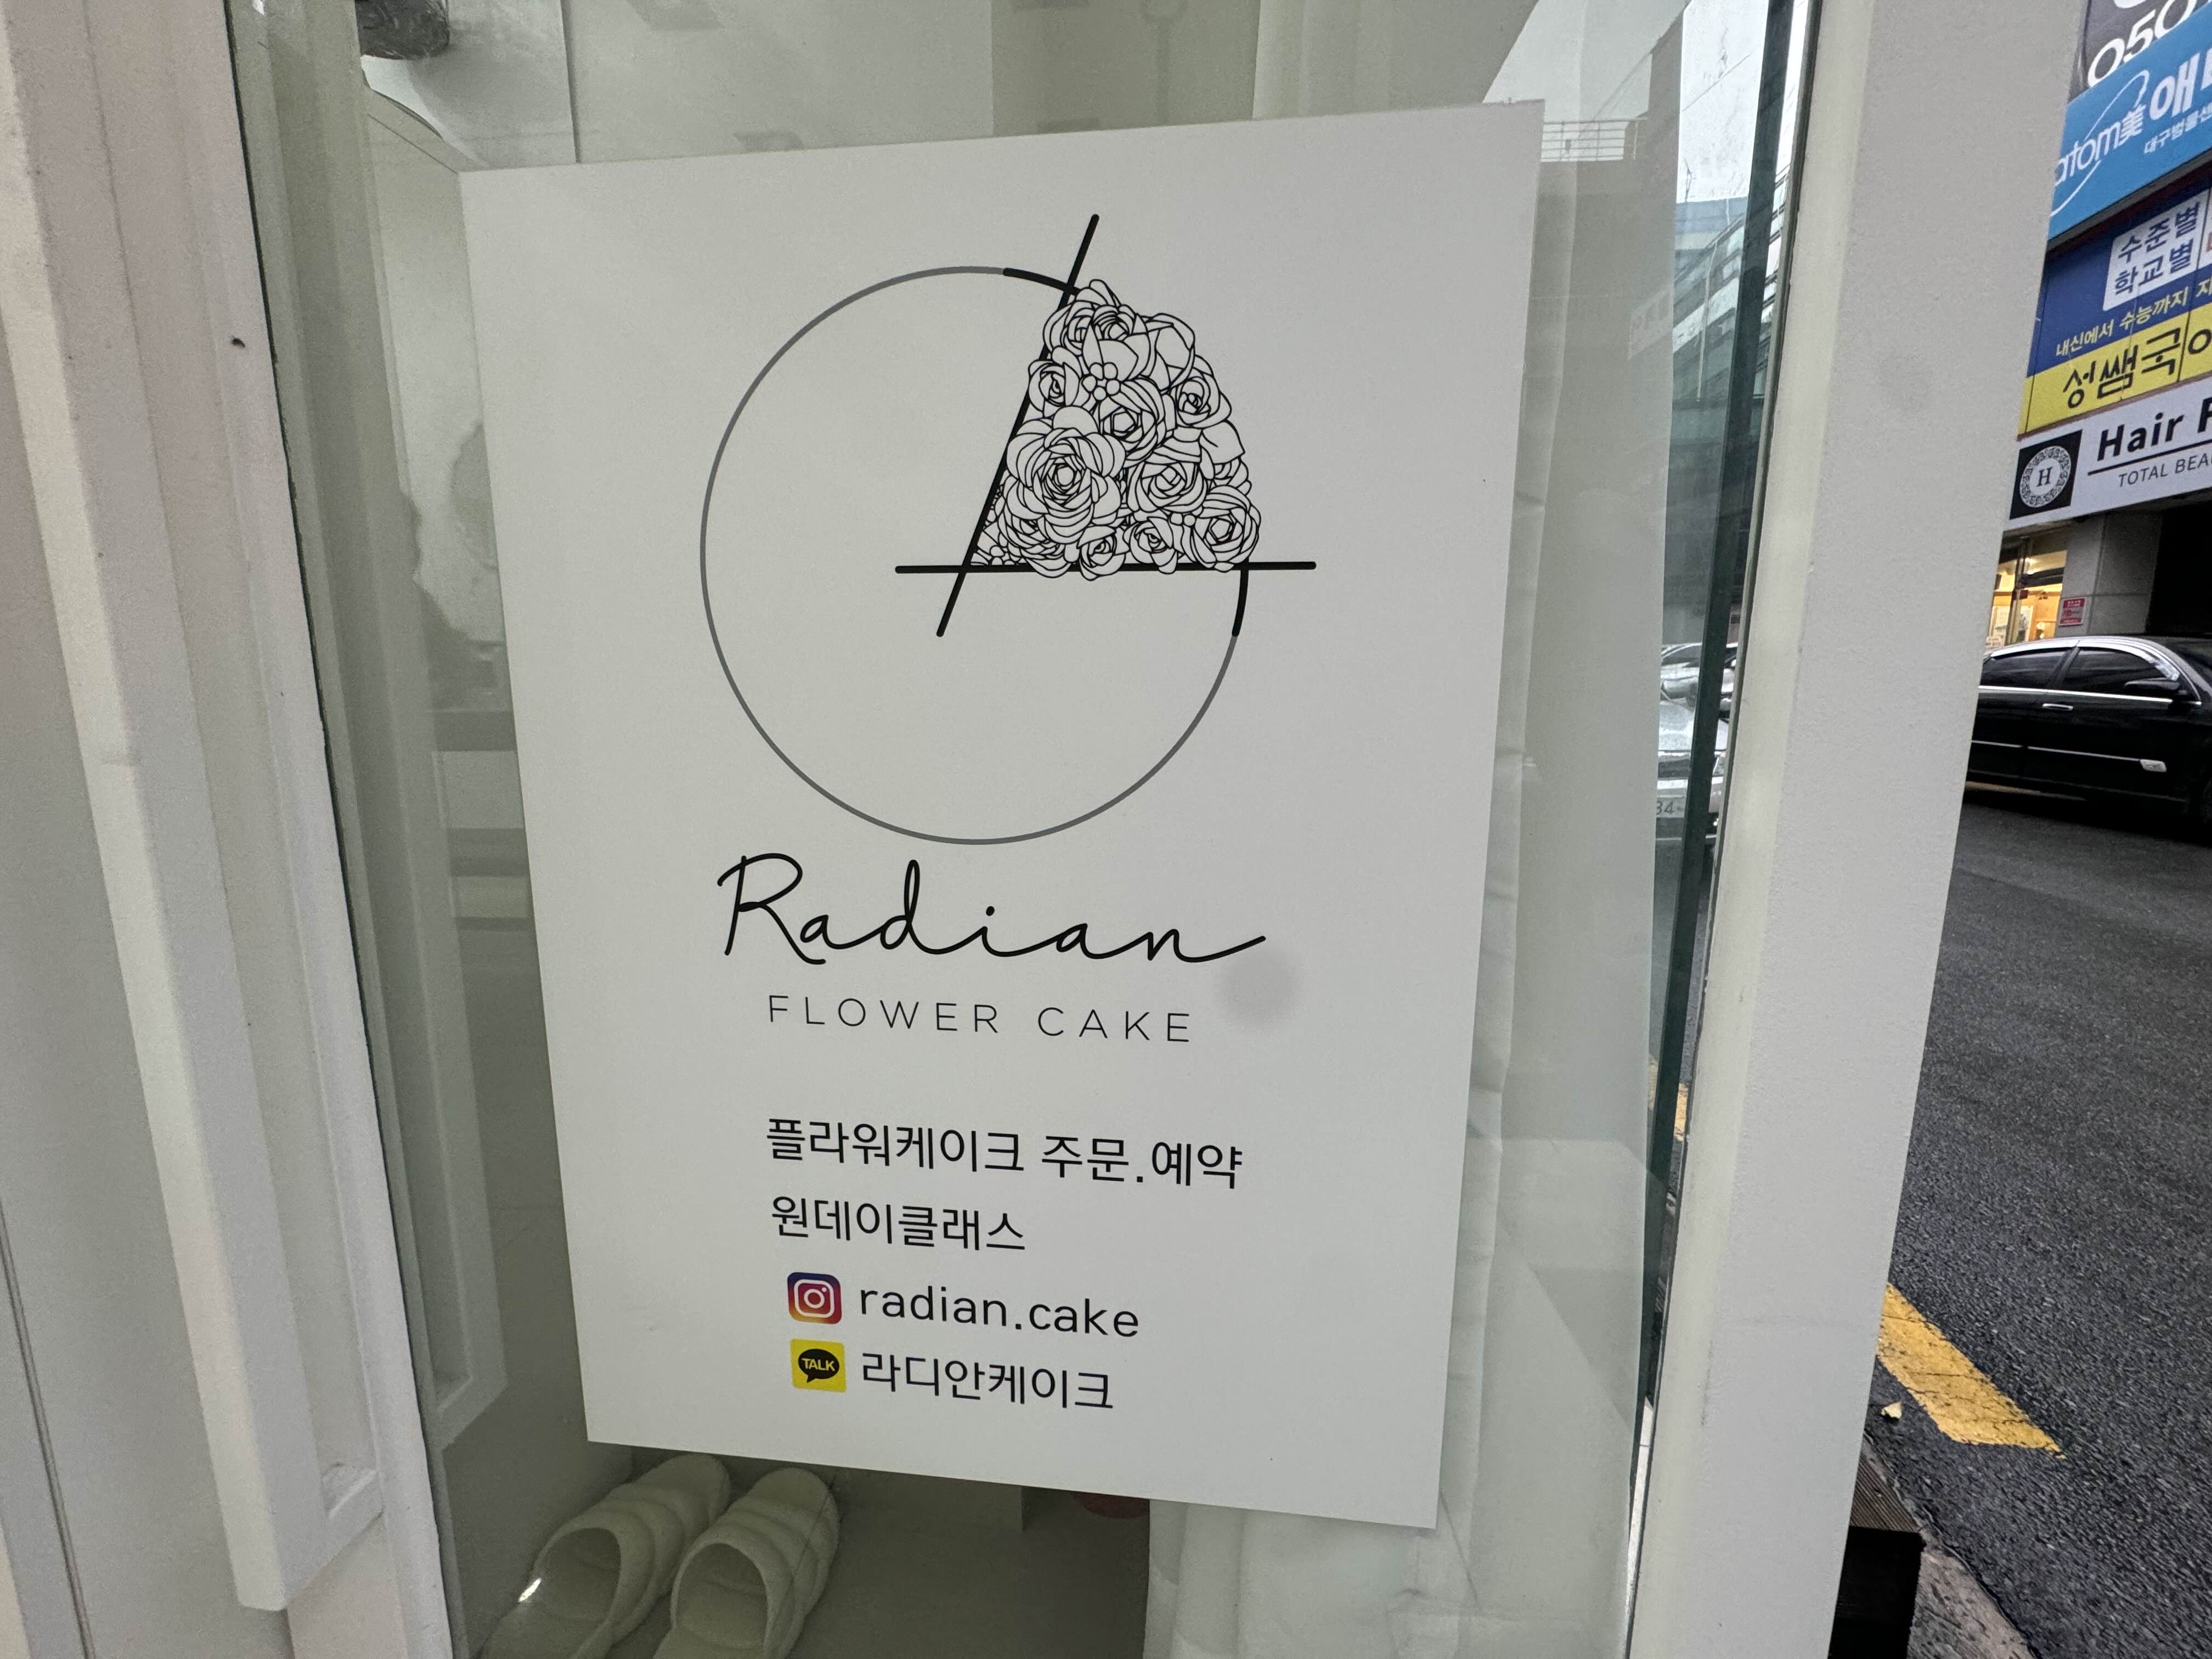 Radian
FLOWER CAKE
플라워케이크 주문.예약
원데이클래스
radian.cake
TALK 라디안케이크
050
atom美 애
수준별
학교별
내신에서 수능까지
성쌤국어
H
Hair
TOTAL